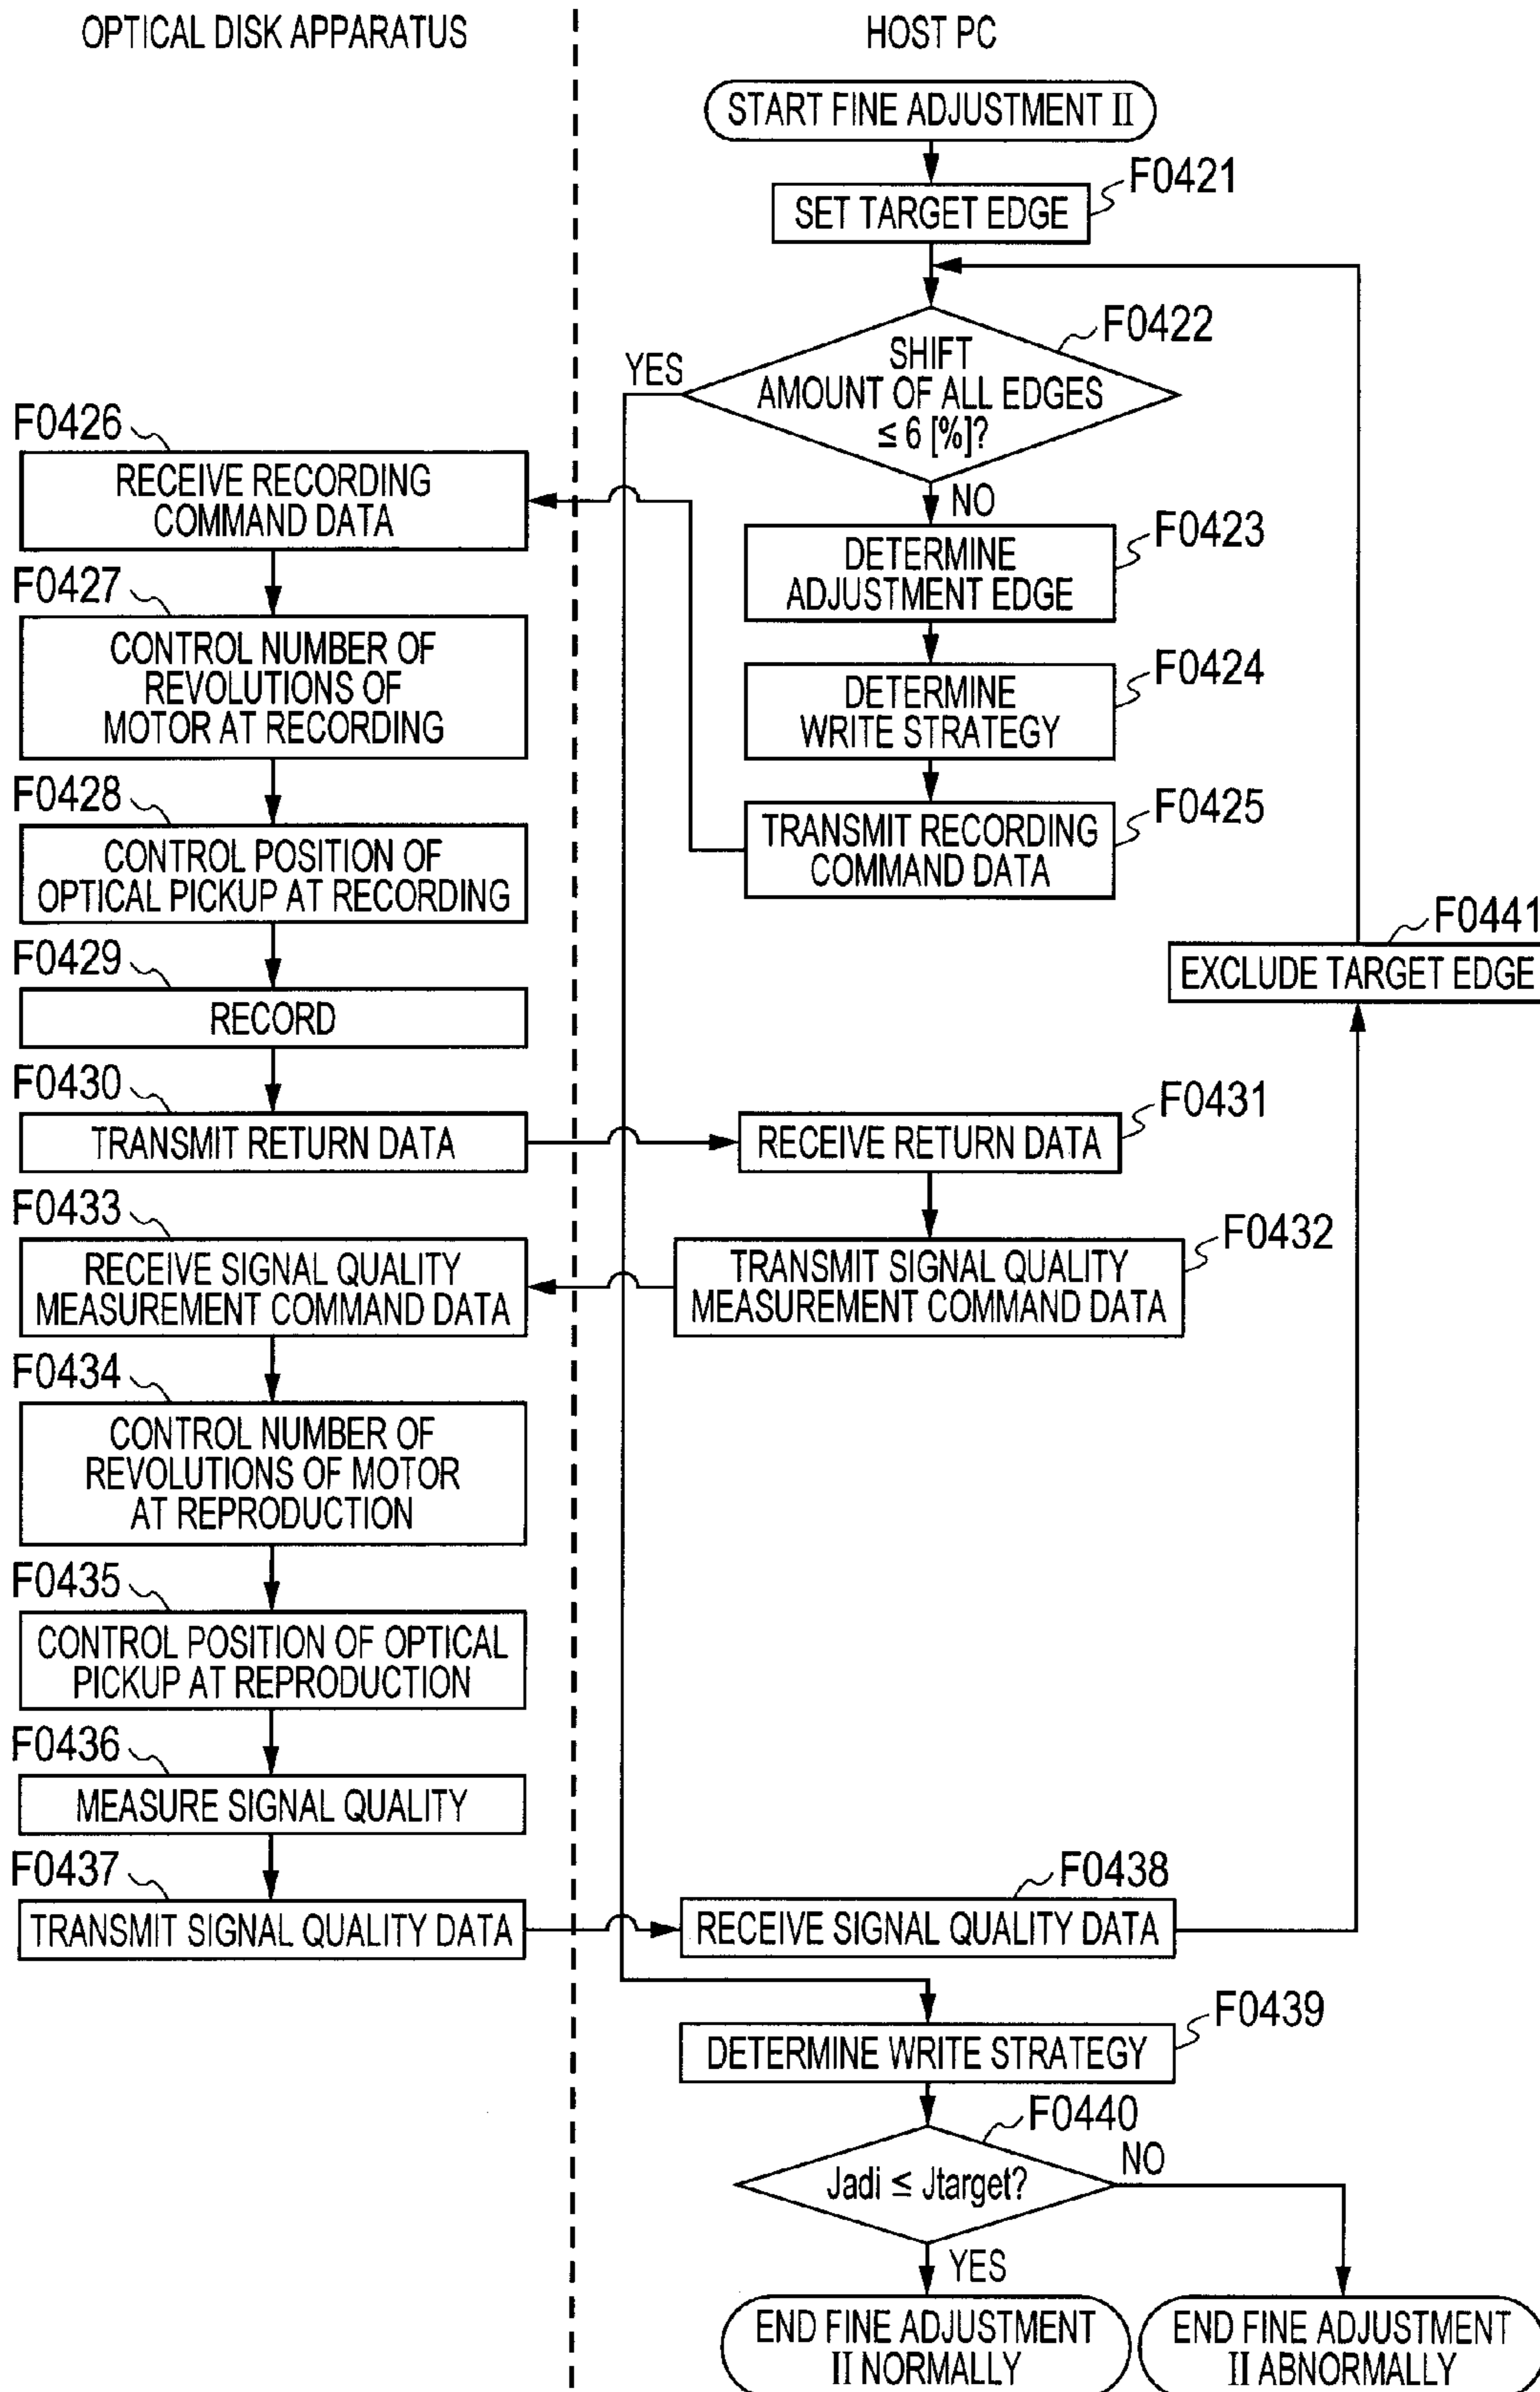 OPTICAL DISK APPARATUS
HOST PC
START FINE ADJUSTMENT II
F0421
SET TARGET EDGE
F0422
SHIFT
AMOUNT OF ALL EDGES
≤ 6 [%]?
YES
NO
F0423
DETERMINE
ADJUSTMENT EDGE
F0424
DETERMINE
WRITE STRATEGY
F0425
TRANSMIT RECORDING
COMMAND DATA
F0426
RECEIVE RECORDING
COMMAND DATA
F0427
CONTROL NUMBER OF
REVOLUTIONS OF
MOTOR AT RECORDING
F0428
CONTROL POSITION OF
OPTICAL PICKUP AT RECORDING
F0429
RECORD
F0430
TRANSMIT RETURN DATA
F0431
RECEIVE RETURN DATA
F0432
TRANSMIT SIGNAL QUALITY
MEASUREMENT COMMAND DATA
F0433
RECEIVE SIGNAL QUALITY
MEASUREMENT COMMAND DATA
F0434
CONTROL NUMBER OF
REVOLUTIONS OF MOTOR
AT REPRODUCTION
F0435
CONTROL POSITION OF OPTICAL
PICKUP AT REPRODUCTION
F0436
MEASURE SIGNAL QUALITY
F0437
TRANSMIT SIGNAL QUALITY DATA
F0438
RECEIVE SIGNAL QUALITY DATA
F0441
EXCLUDE TARGET EDGE
F0439
DETERMINE WRITE STRATEGY
F0440
Jadi ≤ Jtarget?
NO
YES
END FINE ADJUSTMENT
II NORMALLY
END FINE ADJUSTMENT
II ABNORMALLY